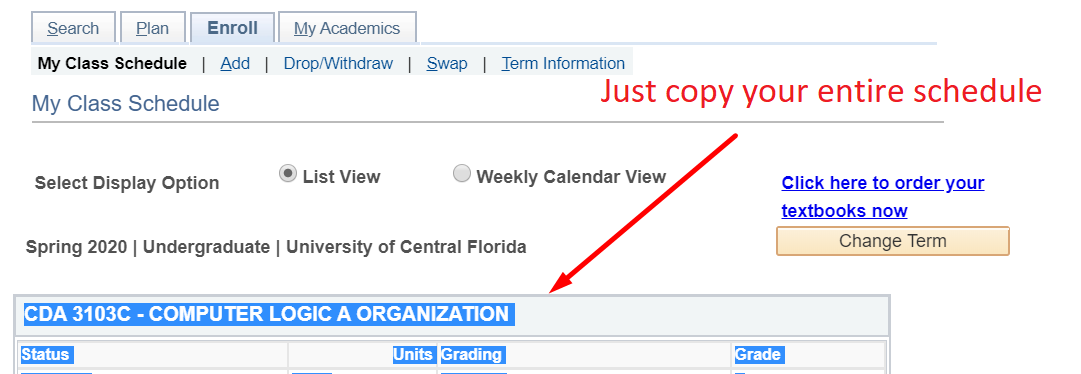 Search Plan Enroll My Academics
My Class Schedule | Add | Drop/Withdraw | Swap | Term Information
My Class Schedule
Just copy your entire schedule
Select Display Option List View Weekly Calendar View
Click here to order your
textbooks now
Change Term
Spring 2020 | Undergraduate | University of Central Florida
CDA 3103C - COMPUTER LOGIC A ORGANIZATION
Status Units Grading Grade